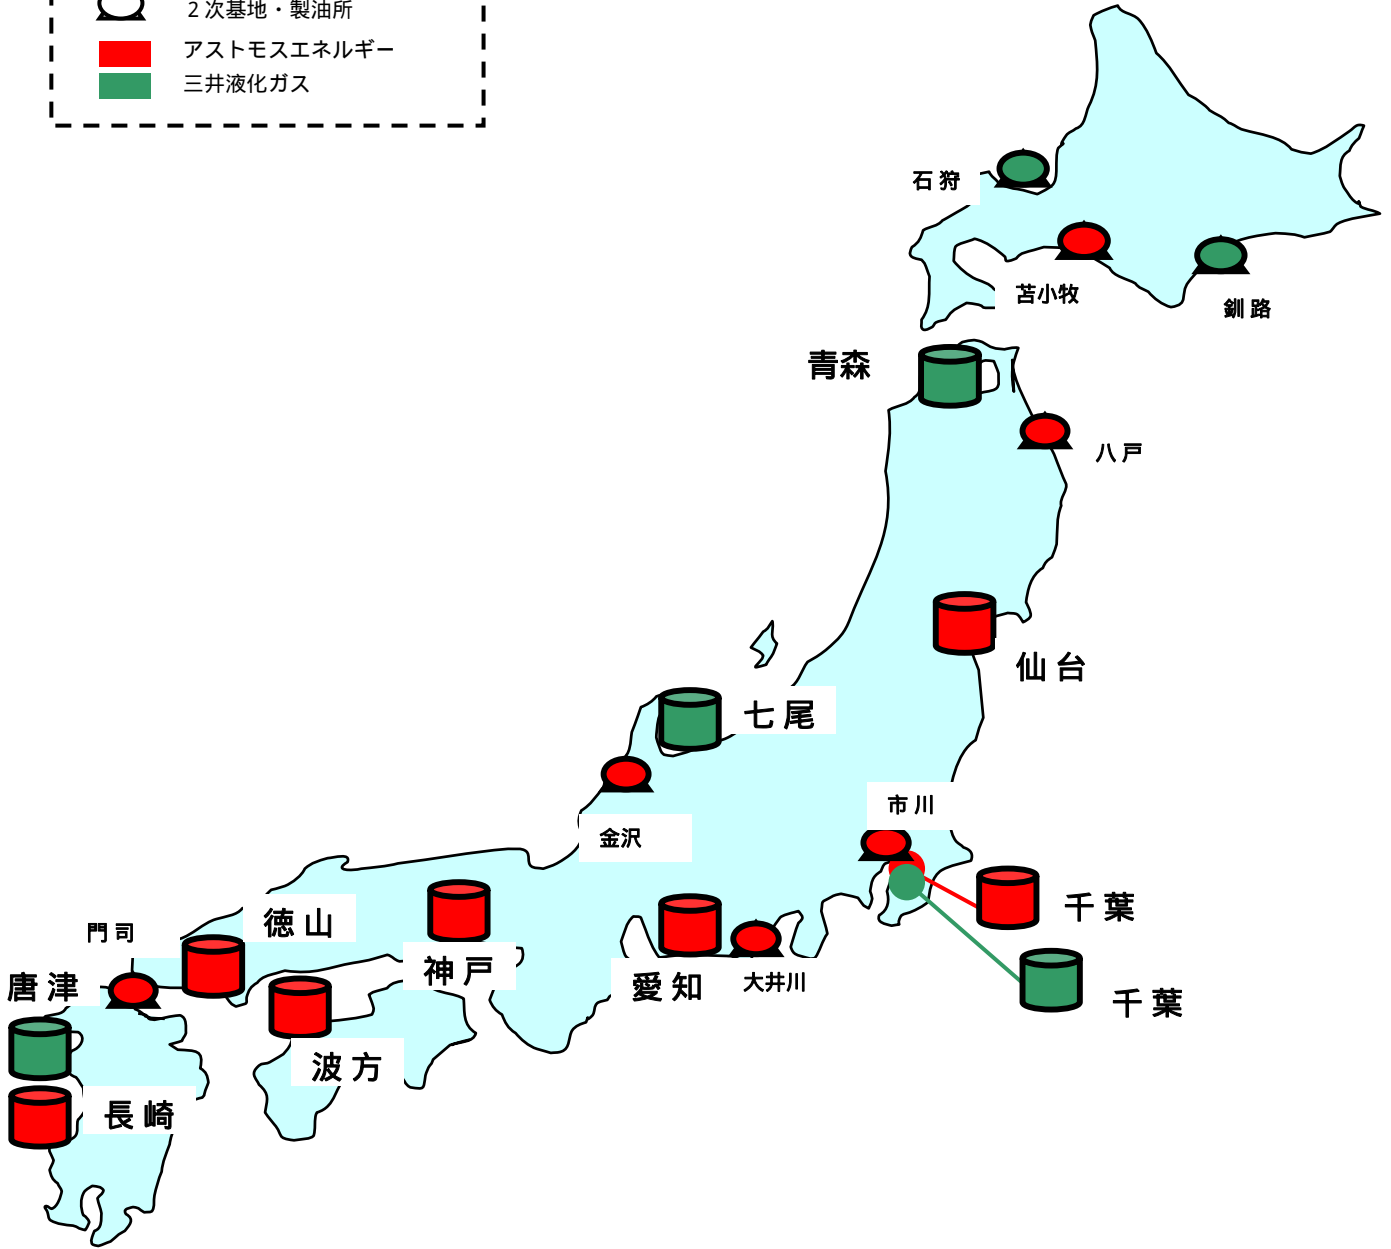 2次基地・製油所
アストモスエネルギー
三井液化ガス
石狩
苫小牧
釧路
青森
八戸
仙台
七尾
市川
金沢
千葉
徳山
門司
神戸
愛知
大井川
唐津
千葉
波方
長崎